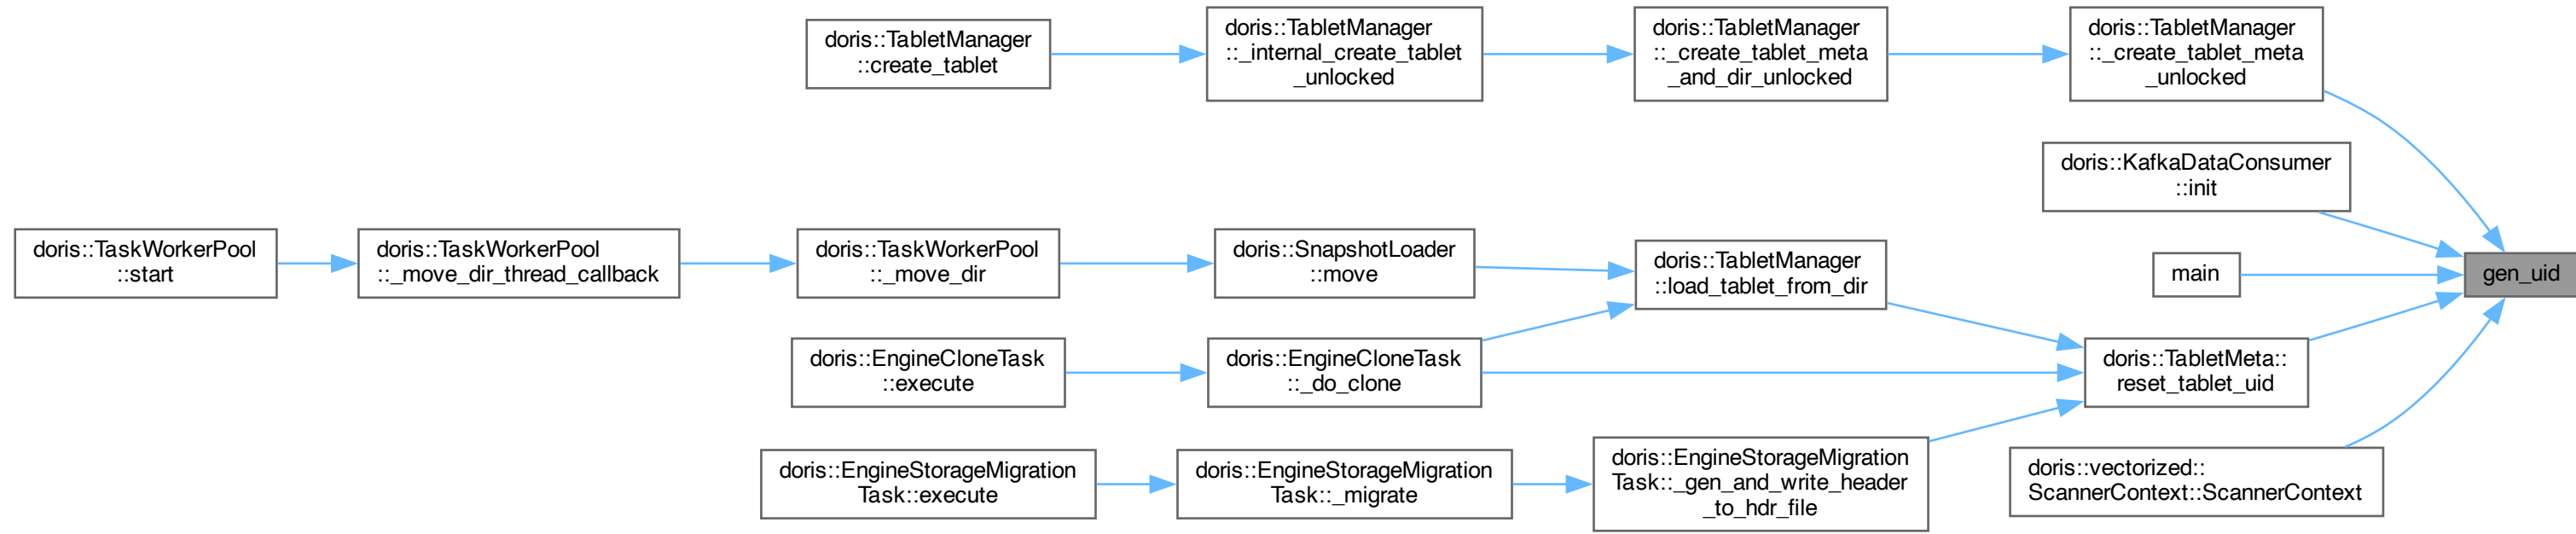 doris::TabletManager
::create_tablet
doris::TabletManager
::_internal_create_tablet
_unlocked
doris::TabletManager
::_create_tablet_meta
_and_dir_unlocked
doris::TabletManager
::_create_tablet_meta
_unlocked
doris::KafkaDataConsumer
::init
doris::TaskWorkerPool
::start
doris::TaskWorkerPool
::_move_dir_thread_callback
doris::TaskWorkerPool
::_move_dir
doris::SnapshotLoader
::move
doris::TabletManager
::load_tablet_from_dir
main
gen_uid
doris::EngineCloneTask
::execute
doris::EngineCloneTask
::_do_clone
doris::TabletMeta::
reset_tablet_uid
doris::EngineStorageMigration
Task::execute
doris::EngineStorageMigration
Task::_migrate
doris::EngineStorageMigration
Task::_gen_and_write_header
_to_hdr_file
doris::vectorized::
ScannerContext::ScannerContext